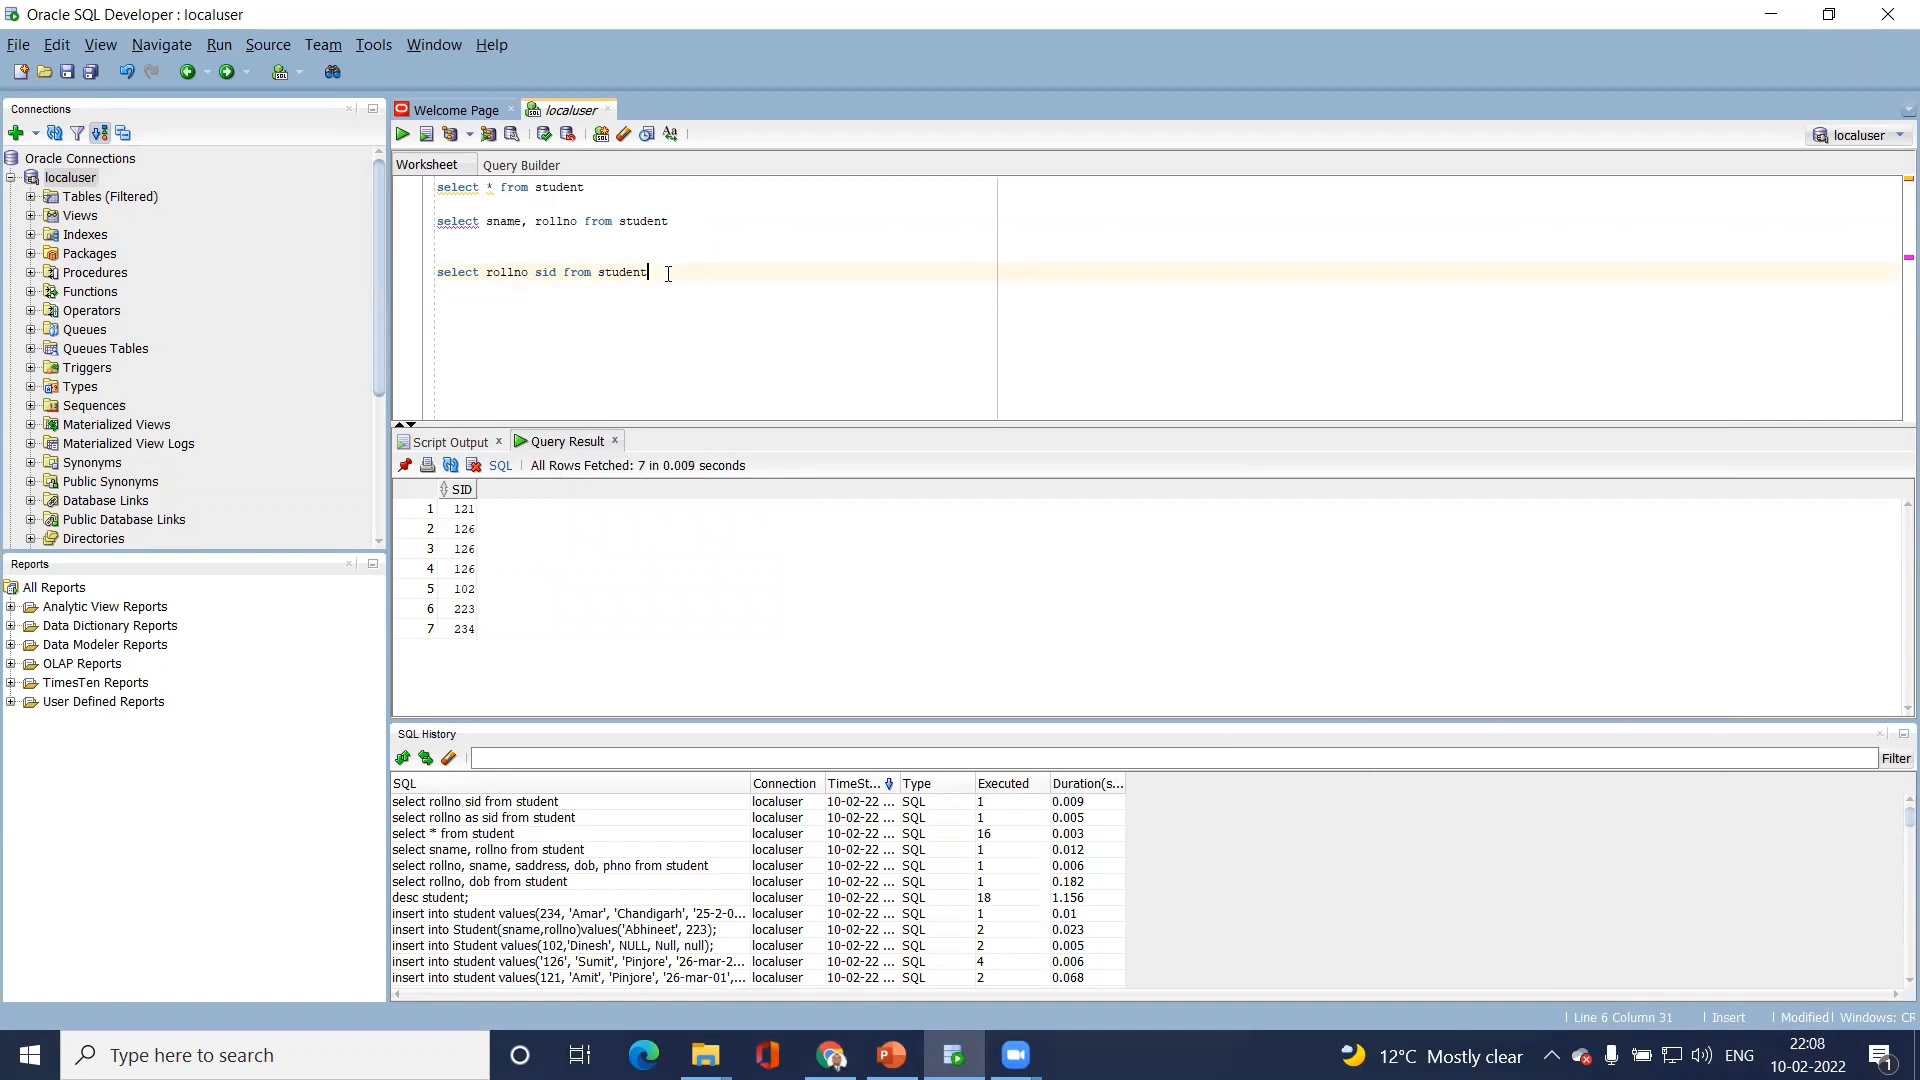 Oracle SQL Developer : localuser
File Edit View Navigate Run Source Team Tools Window Help
Connections
Oracle Connections
localuser
Tables (Filtered)
Views
Indexes
Packages
Procedures
Functions
Operators
Queues
Queues Tables
Triggers
Types
Sequences
Materialized Views
Materialized View Logs
Synonyms
Public Synonyms
Database Links
Public Database Links
Directories
Reports
All Reports
Analytic View Reports
Data Dictionary Reports
Data Modeler Reports
OLAP Reports
TimesTen Reports
User Defined Reports
Welcome Page localuser
localuser
Worksheet Query Builder
select * from student
select sname, rollno from student
select rollno sid from student
Script Output Query Result
SQL All Rows Fetched: 7 in 0.009 seconds
SID
1 121
2 126
3 126
4 126
5 102
6 223
7 234
SQL History
Filter
SQL Connection TimeSt... Type Executed Duration(s...
select rollno sid from student localuser 10-02-22 ... SQL 1 0.009
select rollno as sid from student localuser 10-02-22 ... SQL 1 0.005
select * from student localuser 10-02-22 ... SQL 16 0.003
select sname, rollno from student localuser 10-02-22 ... SQL 1 0.012
select rollno, sname, saddress, dob, phno from student localuser 10-02-22 ... SQL 1 0.006
select rollno, dob from student localuser 10-02-22 ... SQL 1 0.182
desc student; localuser 10-02-22 ... SQL 18 1.156
insert into student values(234, 'Amar', 'Chandigarh', '25-2-0... localuser 10-02-22 ... SQL 1 0.01
insert into Student(sname,rollno)values('Abhineet', 223); localuser 10-02-22 ... SQL 2 0.023
insert into Student values(102,'Dinesh', NULL, Null, null); localuser 10-02-22 ... SQL 2 0.005
insert into student values('126', 'Sumit', 'Pinjore', '26-mar-2... localuser 10-02-22 ... SQL 4 0.006
insert into student values(121, 'Amit', 'Pinjore', '26-mar-01',... localuser 10-02-22 ... SQL 2 0.068
Line 6 Column 31 Insert Modified Windows: CR
Type here to search
12°C Mostly clear
ENG
22:08
10-02-2022
1